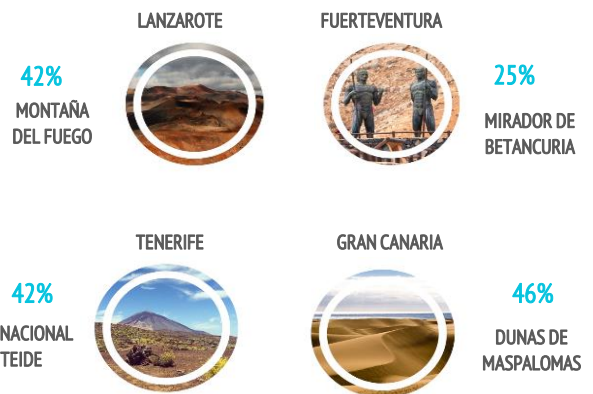 LANZAROTE
42%
MONTAÑA
DEL FUEGO
FUERTEVENTURA
25%
MIRADOR DE
BETANCURIA
TENERIFE
42%
NACIONAL
TEIDE
GRAN CANARIA
46%
DUNAS DE
MASPALOMAS